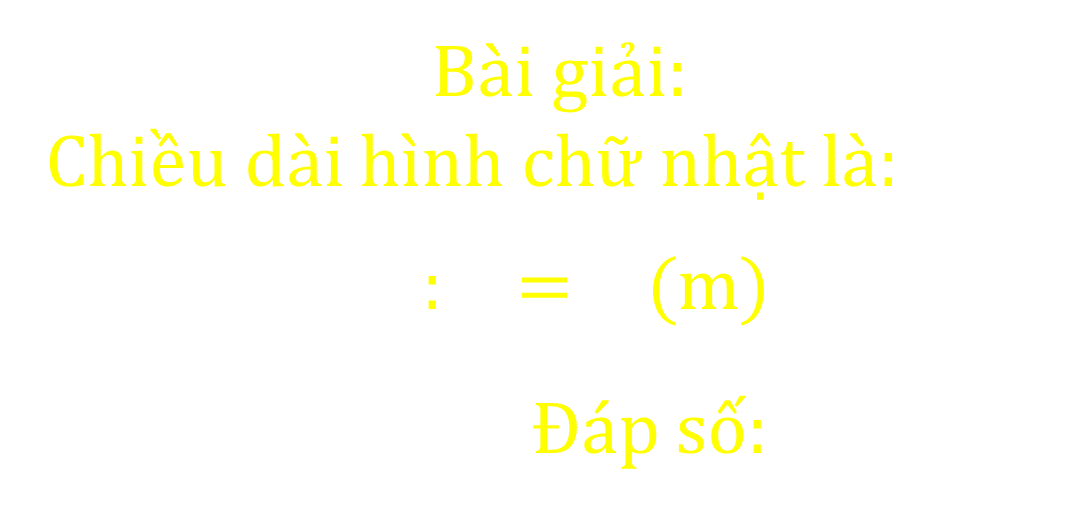 Bài giải:
Chiều dài hình chữ nhật là:
: = (m)
Đáp số: